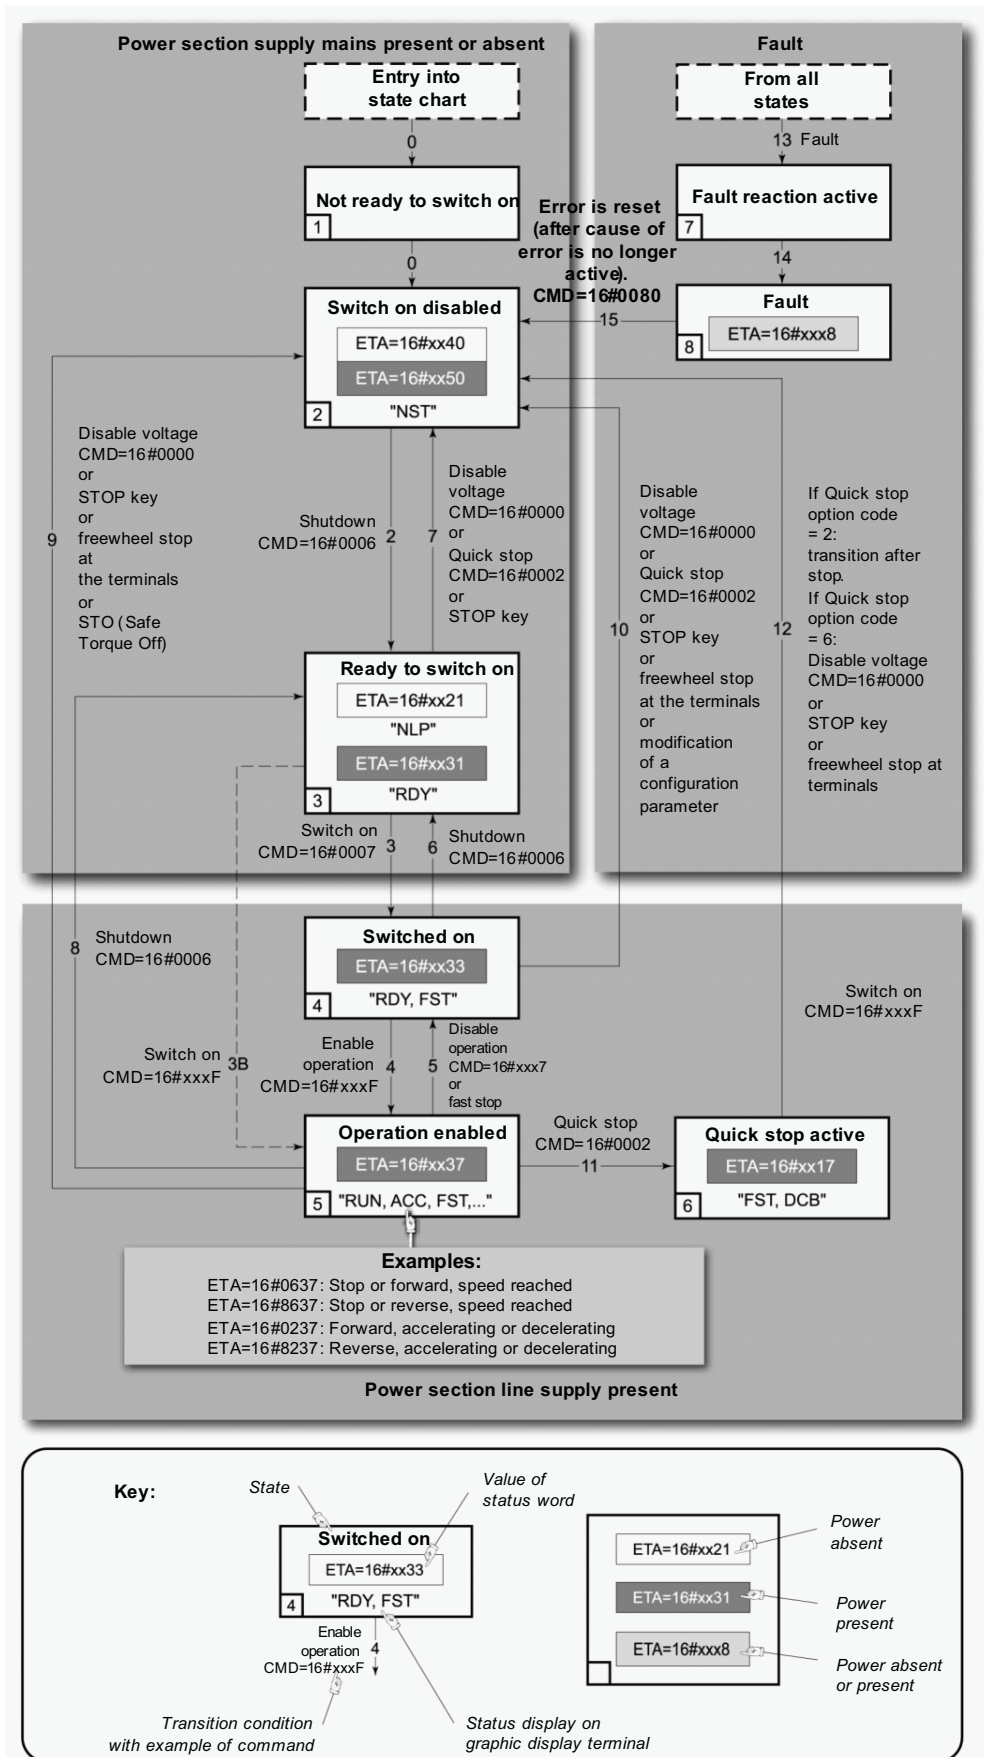 Power section supply mains present or absent
Entry into
state chart
0
Not ready to switch on
1
0
Switch on disabled
ETA=16#xx40
ETA=16#xx50
"NST"
2
Fault
From all
states
13 Fault
Fault reaction active
7
14
Fault
ETA=16#xxx8
8
Error is reset
(after cause of
error is no longer
active).
CMD=16#0080
15
Disable voltage
CMD=16#0000
or
STOP key
or
freewheel stop
at
the terminals
or
STO (Safe
Torque Off)
9
Shutdown
CMD=16#0006
2
7
Disable
voltage
CMD=16#0000
or
Quick stop
CMD=16#0002
or
STOP key
10
Disable
voltage
CMD=16#0000
or
Quick stop
CMD=16#0002
or
STOP key
or
freewheel stop
at the terminals
or
modification
of a
configuration
parameter
12
If Quick stop
option code
= 2:
transition after
stop.
If Quick stop
option code
= 6:
Disable voltage
CMD=16#0000
or
STOP key
or
freewheel stop at
terminals
Ready to switch on
ETA=16#xx21
"NLP"
ETA=16#xx31
"RDY"
3
Switch on
CMD=16#0007
3
6
Shutdown
CMD=16#0006
8
Shutdown
CMD=16#0006
Switched on
ETA=16#xx33
"RDY, FST"
4
Switch on
CMD=16#xxxF
Switch on
CMD=16#xxxF
3B
Enable
operation
CMD=16#xxxF
4
5
Disable
operation
CMD=16#xxx7
or
fast stop
Operation enabled
ETA=16#xx37
"RUN, ACC, FST,..."
5
Quick stop
CMD=16#0002
11
Quick stop active
ETA=16#xx17
"FST, DCB"
6
Examples:
ETA=16#0637: Stop or forward, speed reached
ETA=16#8637: Stop or reverse, speed reached
ETA=16#0237: Forward, accelerating or decelerating
ETA=16#8237: Reverse, accelerating or decelerating
Power section line supply present
Key:
State
Value of
status word
Switched on
ETA=16#xx33
"RDY, FST"
4
Enable
operation
CMD=16#xxxF
4
Transition condition
with example of command
Status display on
graphic display terminal
ETA=16#xx21
ETA=16#xx31
ETA=16#xxx8
Power
absent
Power
present
Power absent
or present